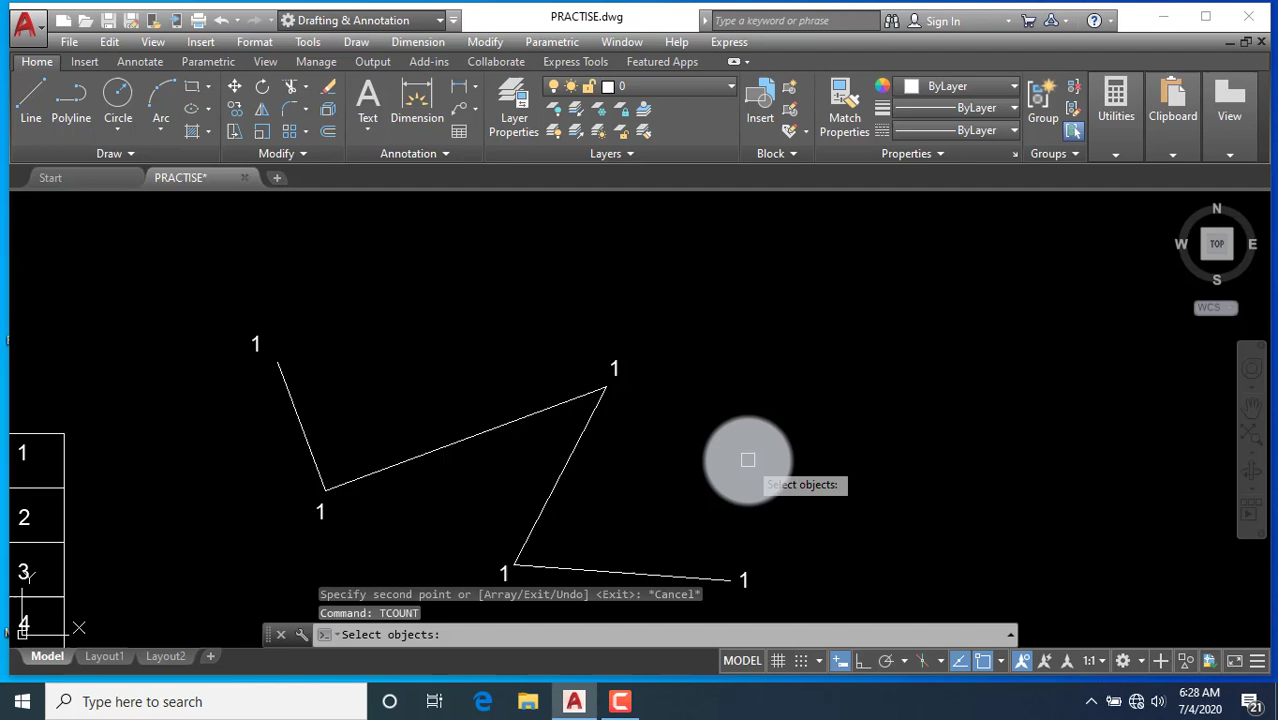 Drafting & Annotation
PRACTISE.dwg
Type a keyword or phrase
Sign In
File Edit View Insert Format Tools Draw Dimension Modify Parametric Window Help Express
Home Insert Annotate Parametric View Manage Output Add-ins Collaborate Express Tools Featured Apps
0
ByLayer
ByLayer
ByLayer
Line Polyline Circle Arc Text Dimension Layer Properties Insert Match Properties Group Utilities Clipboard View
Draw Modify Annotation Layers Block Properties Groups
Start PRACTISE*
N
W TOP E
S
WCS
1
1
1
1
1
1
2
3
4
Y
X
Select objects:
Specify second point or [Array/Exit/Undo] <Exit>: *Cancel*
Command: TCOUNT
Select objects:
Model Layout1 Layout2
MODEL
1:1
Type here to search
6:28 AM
7/4/2020
21